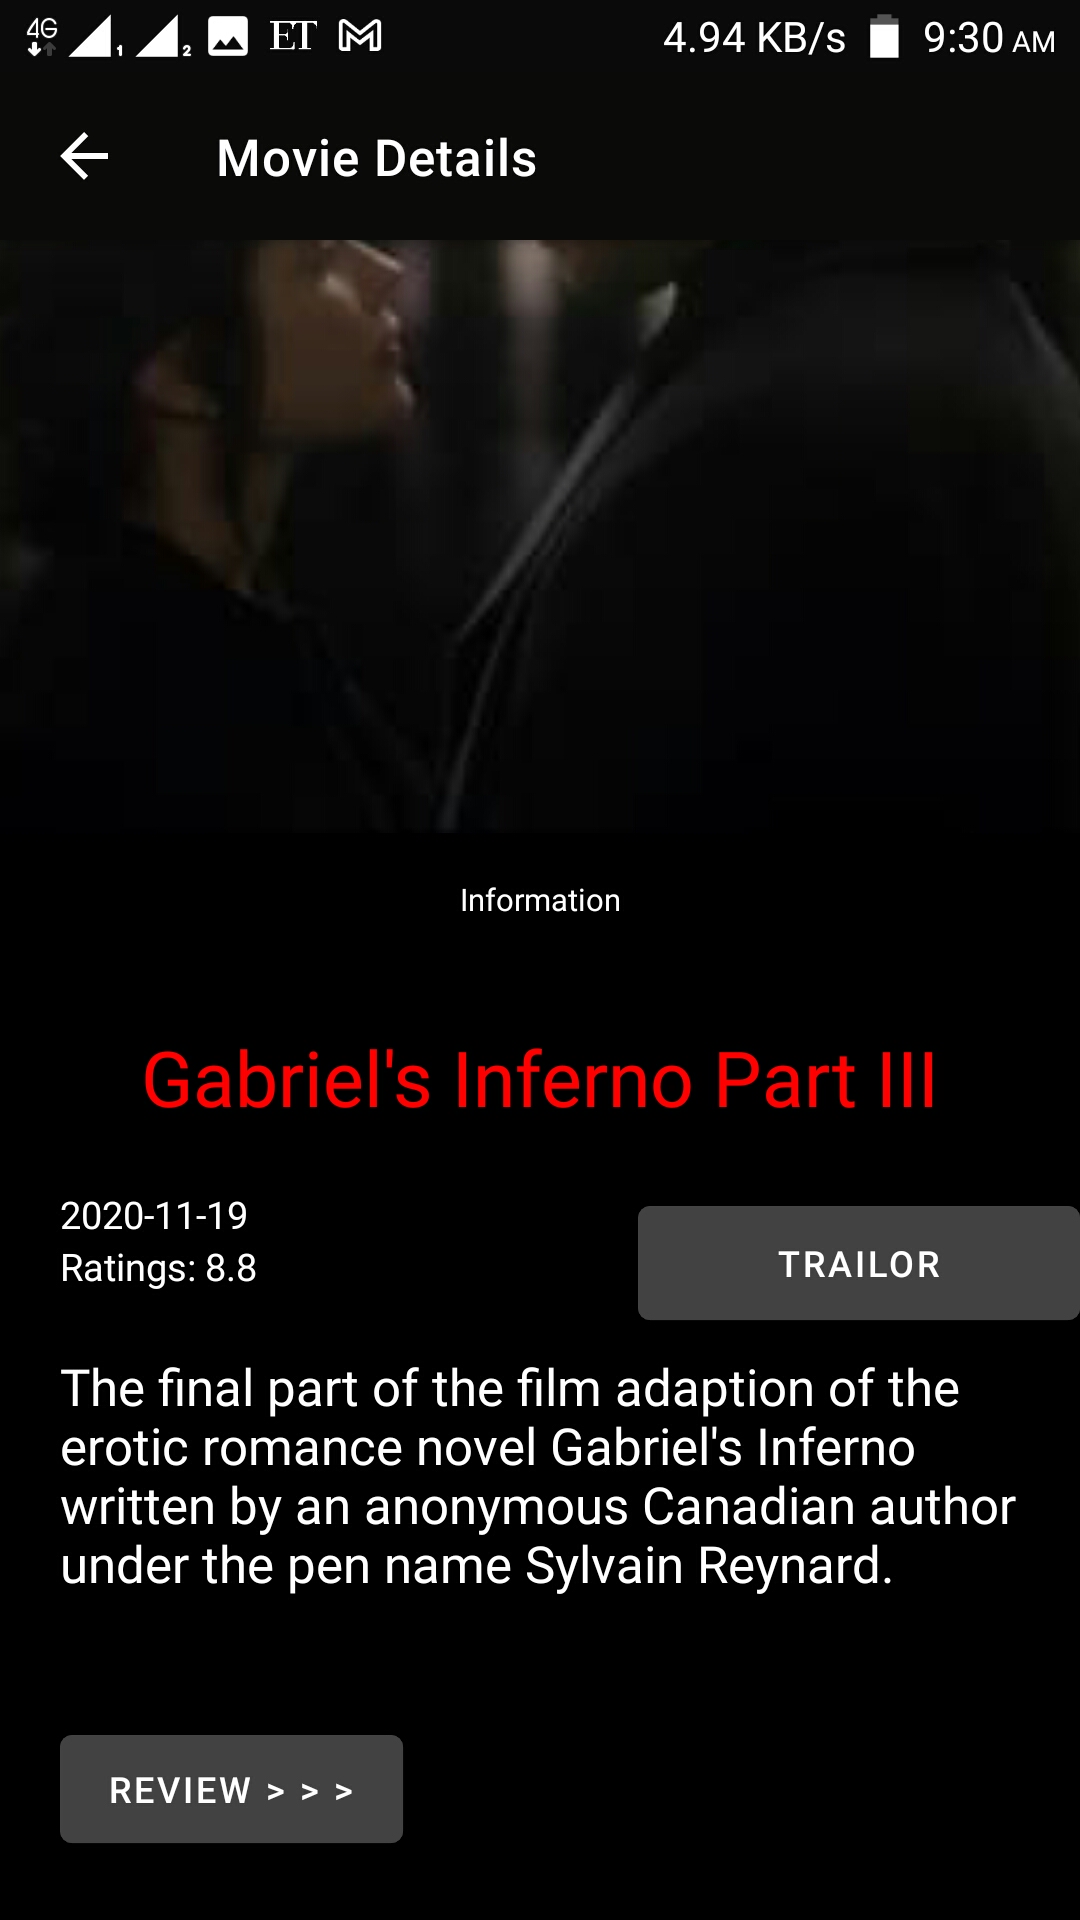 4G 1 2 ET 4.94 KB/s 9:30 AM
Movie Details
Information
Gabriel's Inferno Part III
2020-11-19
Ratings: 8.8
TRAILOR
The final part of the film adaption of the
erotic romance novel Gabriel's Inferno
written by an anonymous Canadian author
under the pen name Sylvain Reynard.
REVIEW > > >